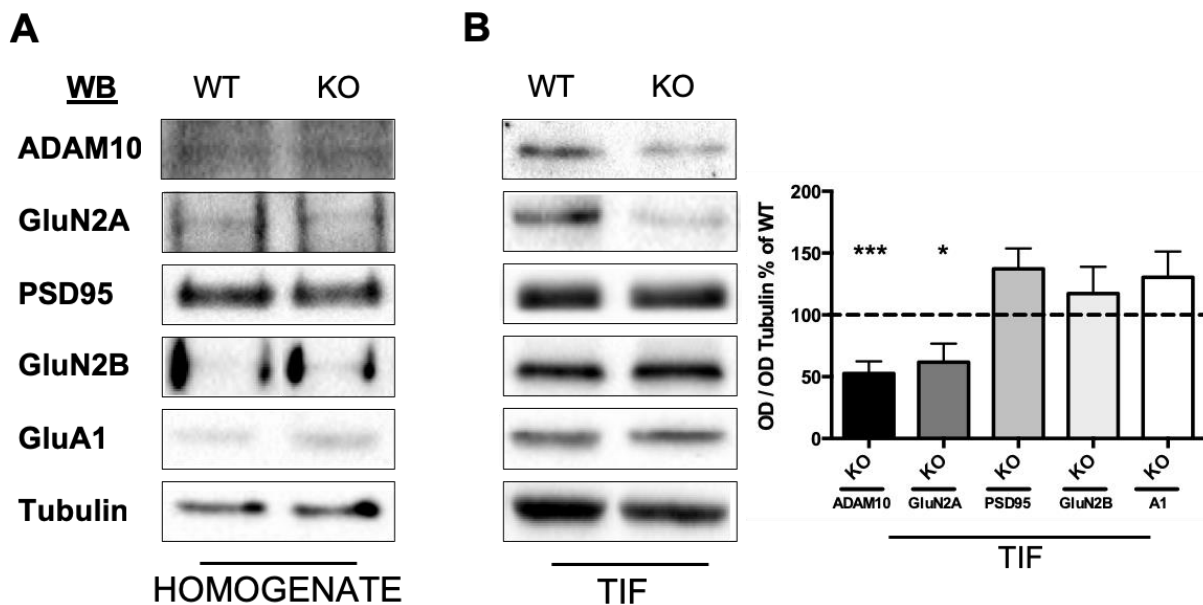 A
B
WB
WT KO
WT KO
ADAM10
GluN2A
PSD95
GluN2B
GluA1
Tubulin
HOMOGENATE
TIF
OD / OD Tubulin % of WT
200
150
100
50
0
*** *
KO KO KO KO KO
ADAM10 GluN2A PSD95 GluN2B A1
TIF